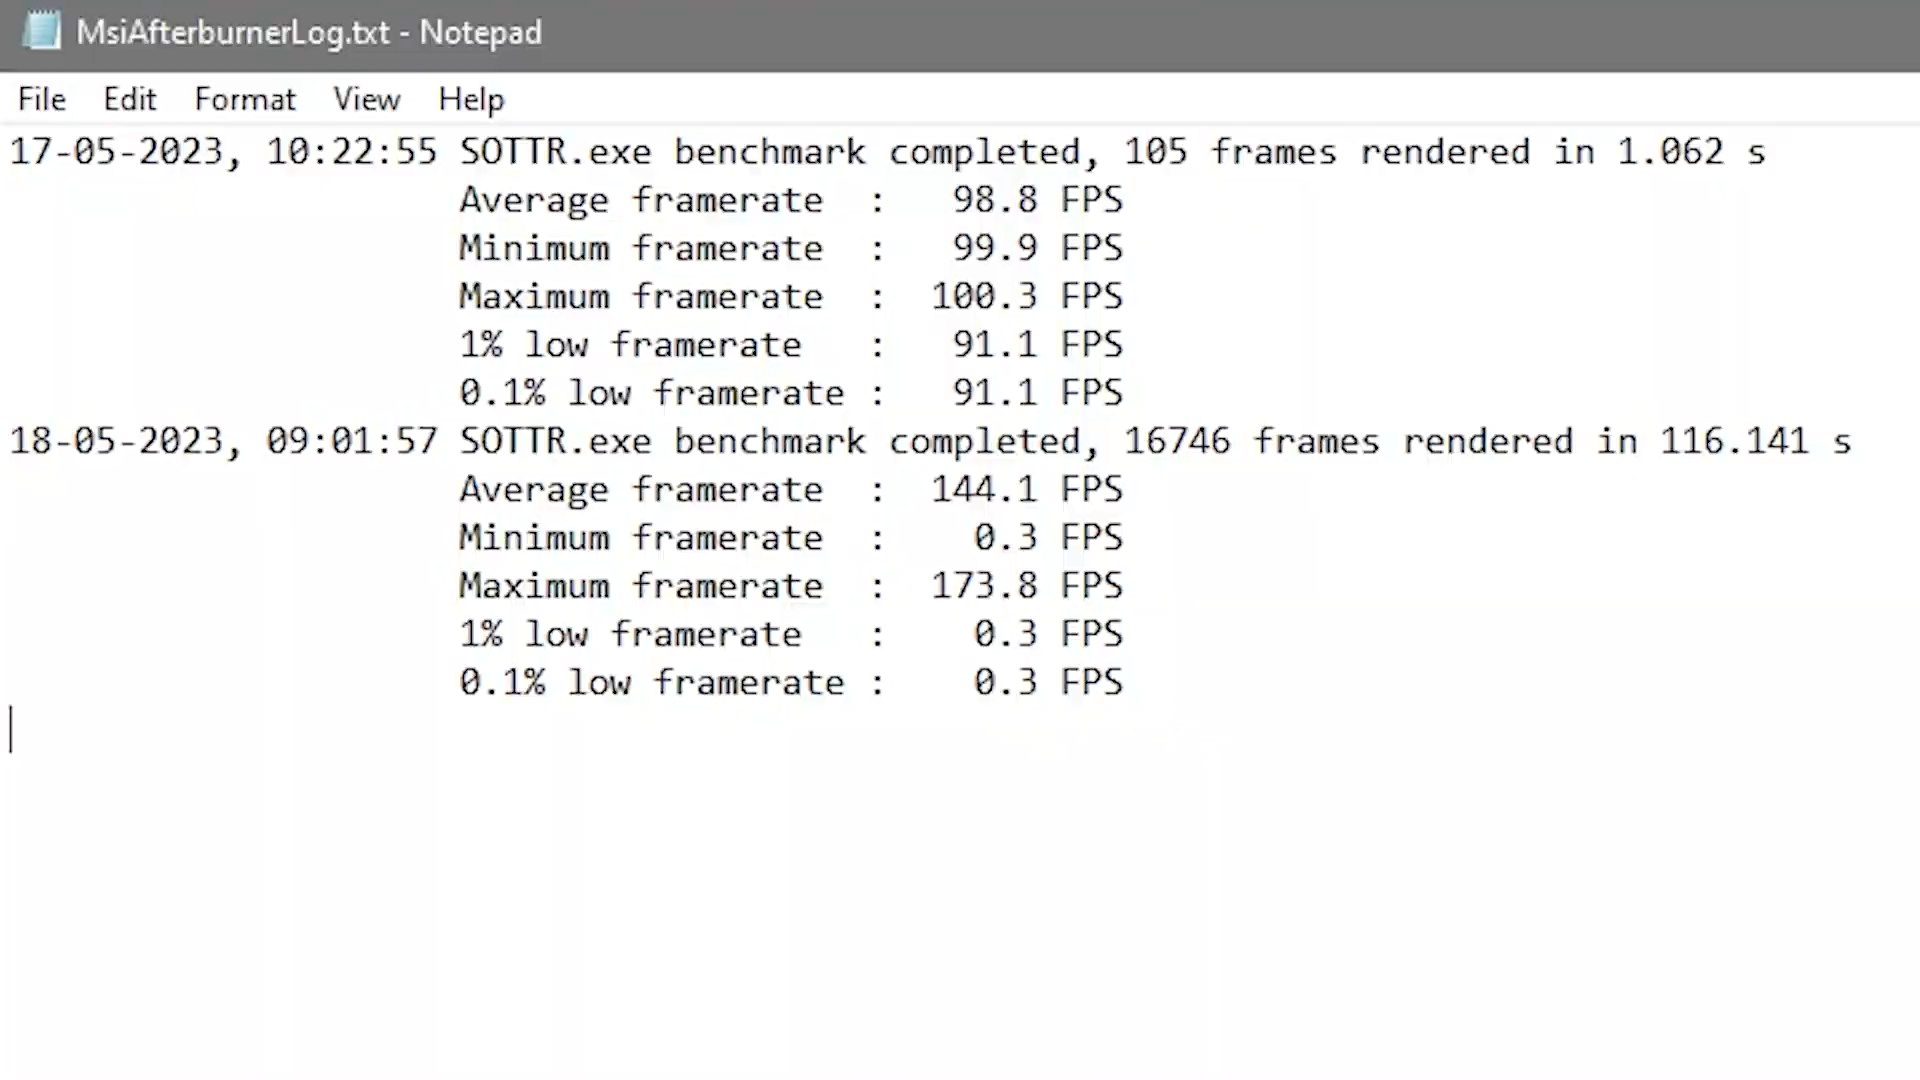 MsiAfterburnerLog.txt - Notepad
File Edit Format View Help
17-05-2023, 10:22:55 SOTTR.exe benchmark completed, 105 frames rendered in 1.062 s
Average framerate : 98.8 FPS
Minimum framerate : 99.9 FPS
Maximum framerate : 100.3 FPS
1% low framerate : 91.1 FPS
0.1% low framerate : 91.1 FPS
18-05-2023, 09:01:57 SOTTR.exe benchmark completed, 16746 frames rendered in 116.141 s
Average framerate : 144.1 FPS
Minimum framerate : 0.3 FPS
Maximum framerate : 173.8 FPS
1% low framerate : 0.3 FPS
0.1% low framerate : 0.3 FPS